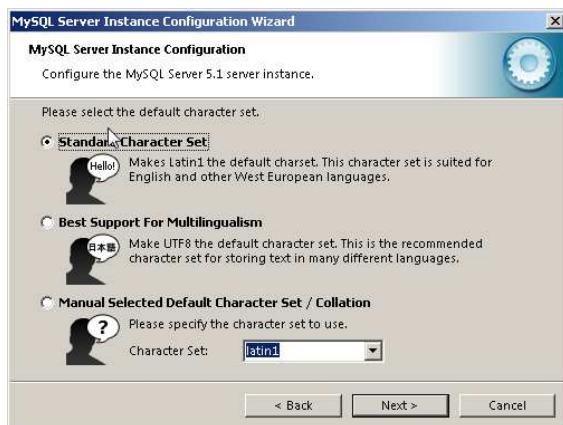 MySQL Server Instance Configuration Wizard
MySQL Server Instance Configuration
Configure the MySQL Server 5.1 server instance.
Please select the default character set.
Standard Character Set
Hello!
Makes Latin1 the default charset. This character set is suited for
English and other West European languages.
Best Support For Multilingualism
日本語
Make UTF8 the default character set. This is the recommended
character set for storing text in many different languages.
Manual Selected Default Character Set / Collation
?
Please specify the character set to use.
Character Set: latin1
< Back Next > Cancel